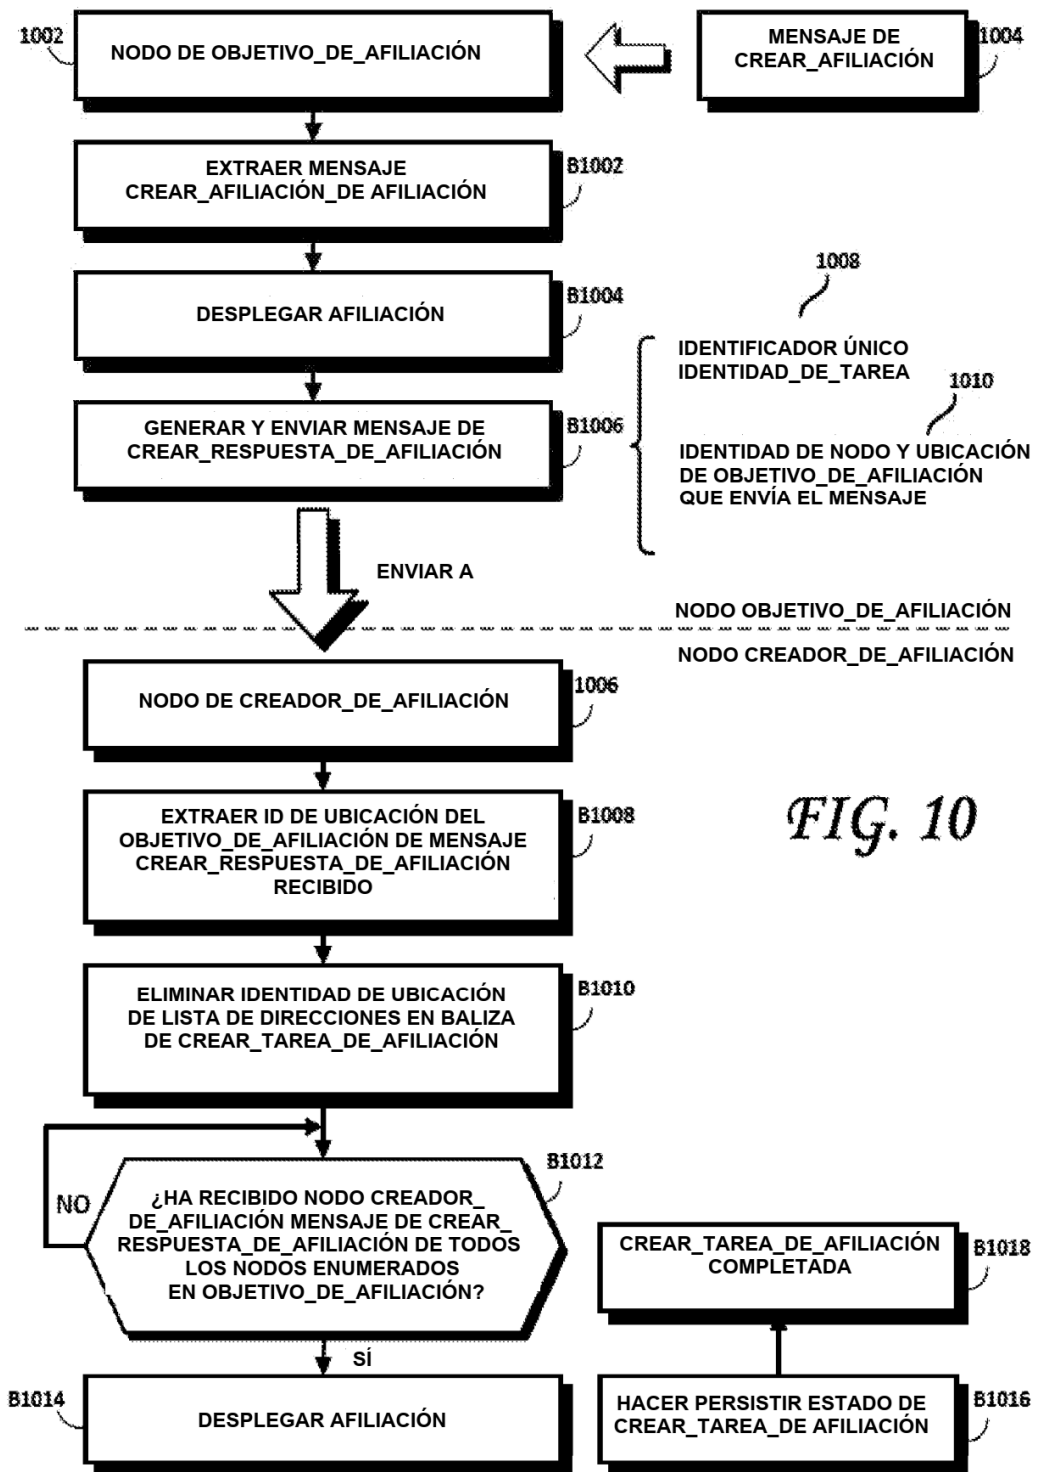 1002
NODO DE OBJETIVO_DE_AFILIACIÓN
MENSAJE DE
CREAR_AFILIACIÓN
1004
EXTRAER MENSAJE
CREAR_AFILIACIÓN_DE AFILIACIÓN
B1002
DESPLEGAR AFILIACIÓN
B1004
1008
IDENTIFICADOR ÚNICO
IDENTIDAD_DE_TAREA
GENERAR Y ENVIAR MENSAJE DE
CREAR_RESPUESTA_DE_AFILIACIÓN
B1006
1010
IDENTIDAD DE NODO Y UBICACIÓN
DE OBJETIVO_DE_AFILIACIÓN
QUE ENVÍA EL MENSAJE
ENVIAR A
NODO OBJETIVO_DE_AFILIACIÓN
NODO CREADOR_DE_AFILIACIÓN
NODO DE CREADOR_DE_AFILIACIÓN
1006
EXTRAER ID DE UBICACIÓN DEL
OBJETIVO_DE_AFILIACIÓN DE MENSAJE
CREAR_RESPUESTA_DE_AFILIACIÓN
RECIBIDO
B1008
FIG. 10
ELIMINAR IDENTIDAD DE UBICACIÓN
DE LISTA DE DIRECCIONES EN BALIZA
DE CREAR_TAREA_DE_AFILIACIÓN
B1010
B1012
NO
¿HA RECIBIDO NODO CREADOR_
DE_AFILIACIÓN MENSAJE DE CREAR_
RESPUESTA_DE_AFILIACIÓN DE TODOS
LOS NODOS ENUMERADOS
EN OBJETIVO_DE_AFILIACIÓN?
SÍ
CREAR_TAREA_DE_AFILIACIÓN
COMPLETADA
B1018
B1014
DESPLEGAR AFILIACIÓN
HACER PERSISTIR ESTADO DE
CREAR_TAREA_DE AFILIACIÓN
B1016